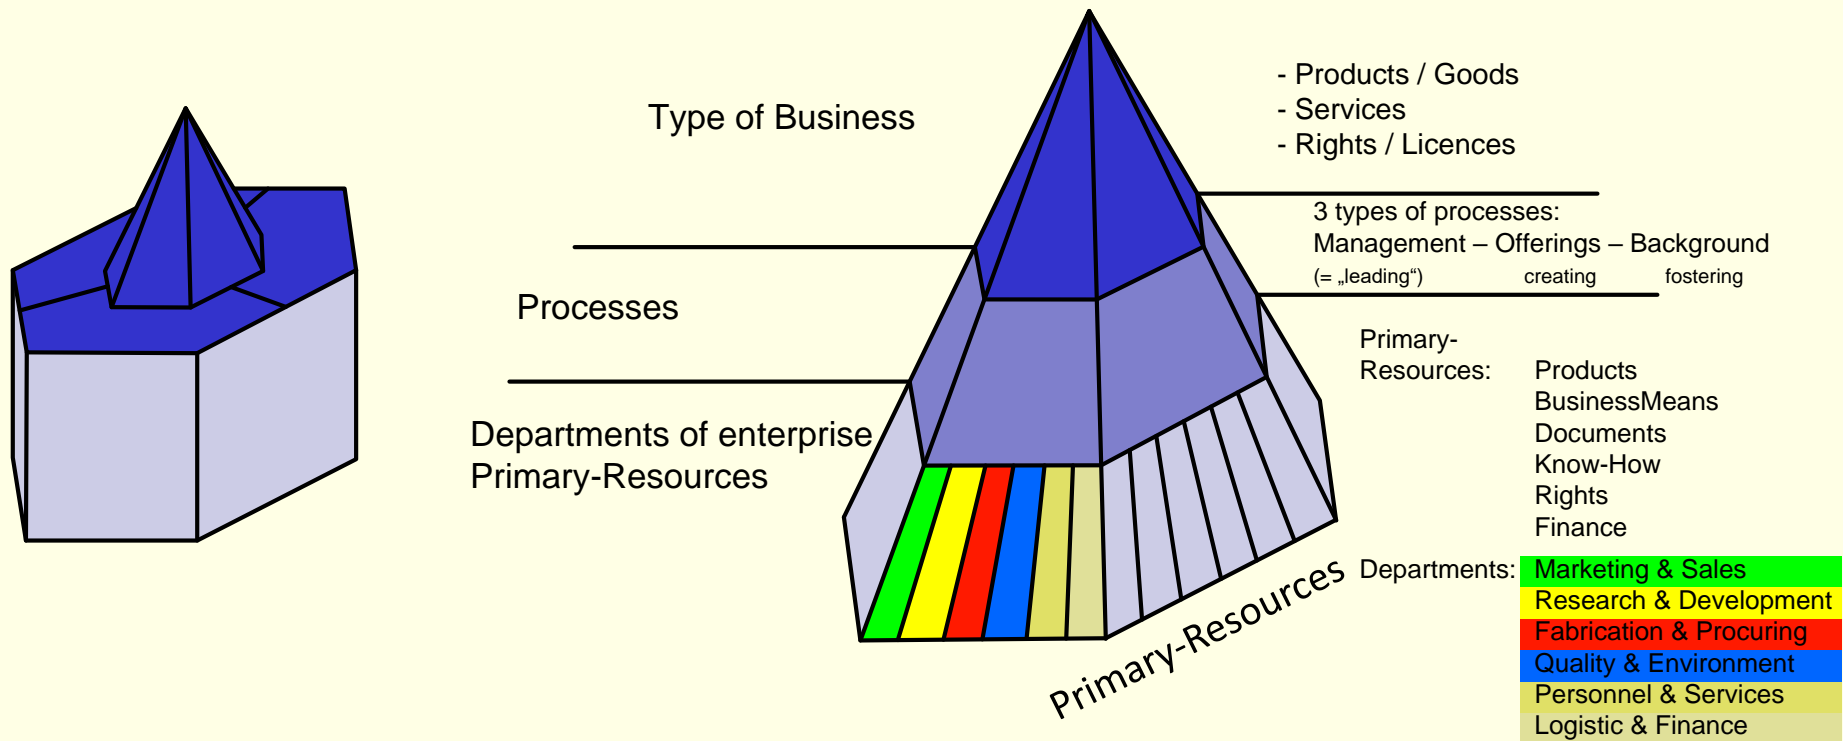 Type of Business
- Products / Goods
- Services
- Rights / Licences
3 types of processes:
Management – Offerings – Background
(= „leading“) creating fostering
Processes
Primary-
Resources: Products
BusinessMeans
Documents
Know-How
Rights
Finance
Departments of enterprise
Primary-Resources
Primary-Resources
Departments: Marketing & Sales
Research & Development
Fabrication & Procuring
Quality & Environment
Personnel & Services
Logistic & Finance